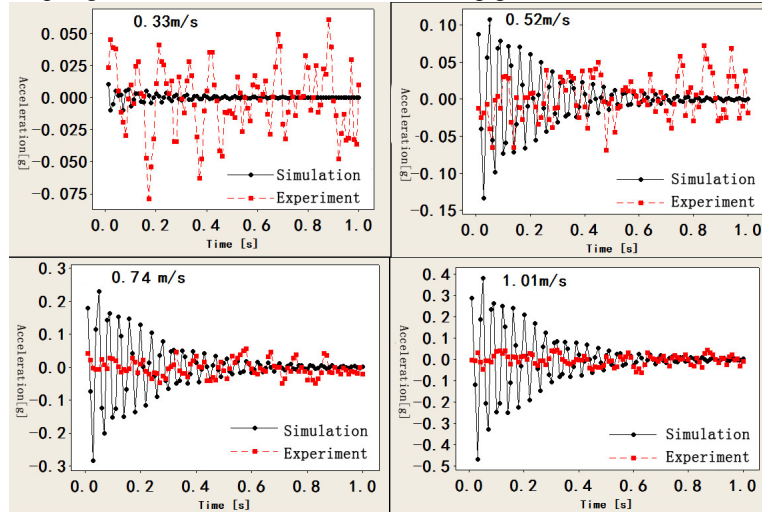 0.33m/s
Acceleration[g]
0.050
0.025
0.000
-0.025
-0.050
-0.075
Simulation
Experiment
0.0 0.2 0.4 0.6 0.8 1.0
Time [s]
0.52m/s
Acceleration[g]
0.10
0.05
0.00
-0.05
-0.10
-0.15
Simulation
Experiment
0.0 0.2 0.4 0.6 0.8 1.0
Time [s]
0.74 m/s
Acceleration[g]
0.3
0.2
0.1
0.0
-0.1
-0.2
-0.3
Simulation
Experiment
0.0 0.2 0.4 0.6 0.8 1.0
Time [s]
1.01m/s
Acceleration[g]
0.4
0.3
0.2
0.1
0.0
-0.1
-0.2
-0.3
-0.4
-0.5
Simulation
Experiment
0.0 0.2 0.4 0.6 0.8 1.0
Time [s]